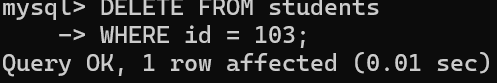 mysql> DELETE FROM students
    -> WHERE id = 103;
Query OK, 1 row affected (0.01 sec)